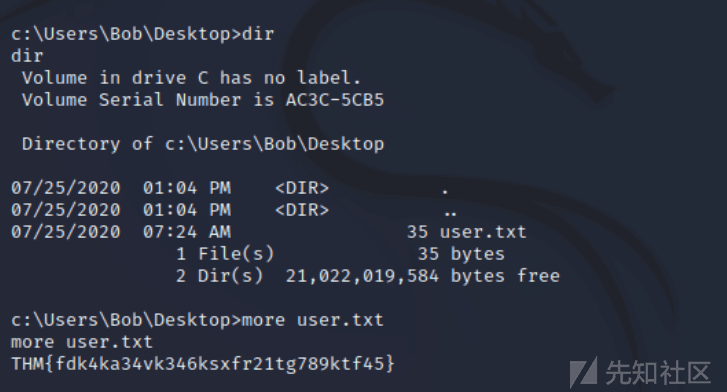 c:\Users\Bob\Desktop>dir
dir
 Volume in drive C has no label.
 Volume Serial Number is AC3C-5CB5

 Directory of c:\Users\Bob\Desktop

07/25/2020  01:04 PM    <DIR>          .
07/25/2020  01:04 PM    <DIR>          ..
07/25/2020  07:24 AM                35 user.txt
               1 File(s)             35 bytes
               2 Dir(s)  21,022,019,584 bytes free

c:\Users\Bob\Desktop>more user.txt
more user.txt
THM{fdk4ka34vk346ksxfr21tg789ktf45}
先知社区